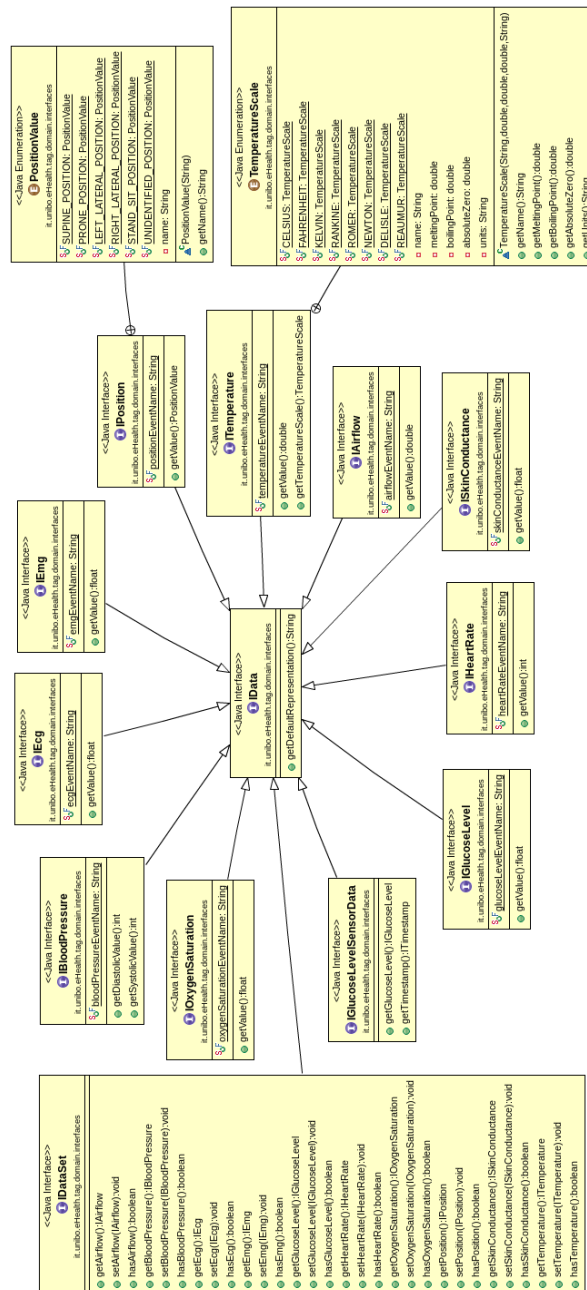 <<Java Interface>>
IDataSet
it.unibo.eHealth.tag.domain.interfaces
getAirflow():IAirflow
setAirflow(IAirflow):void
hasAirflow():boolean
getBloodPressure():IBloodPressure
setBloodPressure(IBloodPressure):void
hasBloodPressure():boolean
getEcg():IEcg
setEcg(IEcg):void
hasEcg():boolean
getEmg():IEmg
setEmg(IEmg):void
hasEmg():boolean
getGlucoseLevel():IGlucoseLevel
setGlucoseLevel(IGlucoseLevel):void
hasGlucoseLevel():boolean
getHeartRate():IHeartRate
setHeartRate(IHeartRate):void
hasHeartRate():boolean
getOxygenSaturation():IOxygenSaturation
setOxygenSaturation(IOxygenSaturation):void
hasOxygenSaturation():boolean
getPosition():IPosition
setPosition(IPosition):void
hasPosition():boolean
getSkinConductance():ISkinConductance
setSkinConductance(ISkinConductance):void
hasSkinConductance():boolean
getTemperature():ITemperature
setTemperature(ITemperature):void
hasTemperature():boolean
<<Java Interface>>
IBloodPressure
it.unibo.eHealth.tag.domain.interfaces
bloodPressureEventName: String
getDiastolicValue():int
getSystolicValue():int
<<Java Interface>>
IOxygenSaturation
it.unibo.eHealth.tag.domain.interfaces
oxygenSaturationEventName: String
getValue():float
<<Java Interface>>
IGlucoseLevelSensorData
it.unibo.eHealth.tag.domain.interfaces
getGlucoseLevel():IGlucoseLevel
getTimestamp():ITimestamp
<<Java Interface>>
IEcg
it.unibo.eHealth.tag.domain.interfaces
ecgEventName: String
getValue():float
<<Java Interface>>
IData
it.unibo.eHealth.tag.domain.interfaces
getDefaultRepresentation():String
<<Java Interface>>
IGlucoseLevel
it.unibo.eHealth.tag.domain.interfaces
glucoseLevelEventName: String
getValue():float
<<Java Interface>>
IEmg
it.unibo.eHealth.tag.domain.interfaces
emgEventName: String
getValue():float
<<Java Interface>>
IHeartRate
it.unibo.eHealth.tag.domain.interfaces
heartRateEventName: String
getValue():int
<<Java Interface>>
IPosition
it.unibo.eHealth.tag.domain.interfaces
positionEventName: String
getValue():PositionValue
<<Java Interface>>
ITemperature
it.unibo.eHealth.tag.domain.interfaces
temperatureEventName: String
getValue():double
getTemperatureScale():TemperatureScale
<<Java Interface>>
IAirflow
it.unibo.eHealth.tag.domain.interfaces
airflowEventName: String
getValue():double
<<Java Interface>>
ISkinConductance
it.unibo.eHealth.tag.domain.interfaces
skinConductanceEventName: String
getValue():float
<<Java Enumeration>>
PositionValue
it.unibo.eHealth.tag.domain.interfaces
SUPINE_POSITION: PositionValue
PRONE_POSITION: PositionValue
LEFT_LATERAL_POSITION: PositionValue
RIGHT_LATERAL_POSITION: PositionValue
STAND_SIT_POSITION: PositionValue
UNIDENTIFIED_POSITION: PositionValue
name: String
PositionValue(String)
getName():String
<<Java Enumeration>>
TemperatureScale
it.unibo.eHealth.tag.domain.interfaces
CELSIUS: TemperatureScale
FAHRENHEIT: TemperatureScale
KELVIN: TemperatureScale
RANKINE: TemperatureScale
ROMER: TemperatureScale
NEWTON: TemperatureScale
DELISLE: TemperatureScale
REAUMUR: TemperatureScale
name: String
meltingPoint: double
boilingPoint: double
absoluteZero: double
units: String
TemperatureScale(String,double,double,double,String)
getName():String
getMeltingPoint():double
getBoilingPoint():double
getAbsoluteZero():double
getUnits():String